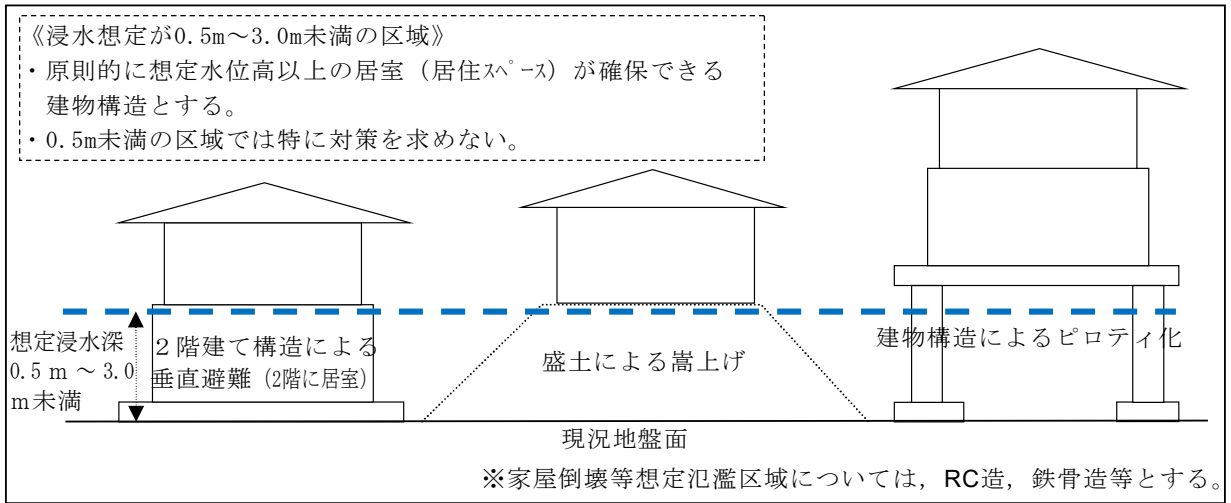 《浸水想定が0.5m～3.0m未満の区域》
・原則的に想定水位高以上の居室（居住ｽﾍﾟｰｽ）が確保できる
建物構造とする。
・0.5m未満の区域では特に対策を求めない。
想定浸水深
0.5ｍ～3.0
ｍ未満
２階建て構造による
垂直避難（2階に居室）
盛土による嵩上げ
建物構造によるピロティ化
現況地盤面
※家屋倒壊等想定氾濫区域については，RC造，鉄骨造等とする。